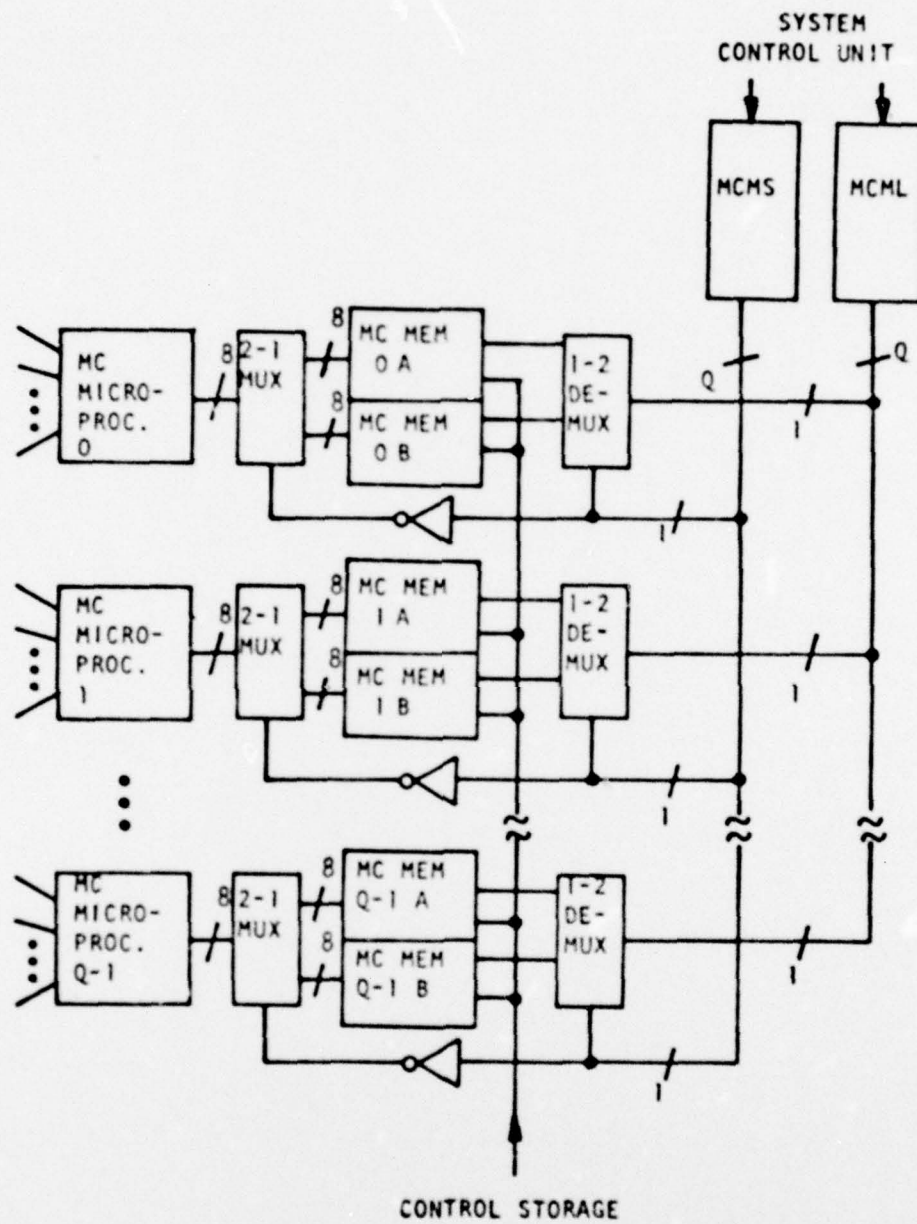 SYSTEM
CONTROL UNIT
MCMS
MCML
Q
Q
MC
MICRO-
PROC.
0
8
2-1
MUX
8
8
MC MEM
0 A
MC MEM
0 B
1-2
DE-
MUX
1
1
MC
MICRO-
PROC.
1
8
2-1
MUX
8
8
MC MEM
1 A
MC MEM
1 B
1-2
DE-
MUX
1
1
MC
MICRO-
PROC.
Q-1
8
2-1
MUX
8
8
MC MEM
Q-1 A
MC MEM
Q-1 B
1-2
DE-
MUX
1
1
CONTROL STORAGE